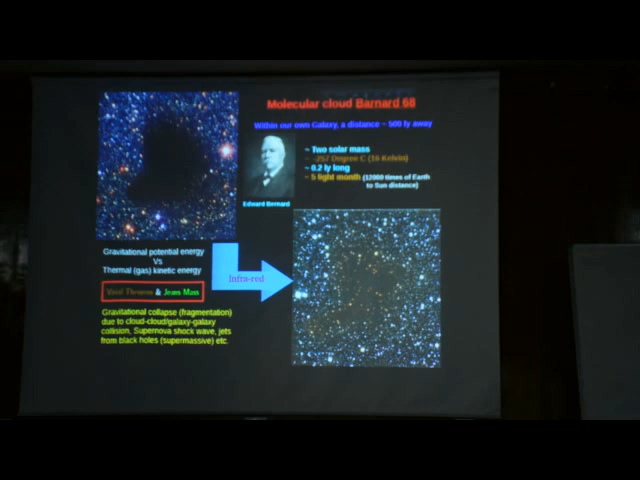 Molecular cloud Barnard 68
Within our own Galaxy, a distance ~ 500 ly away
~ Two solar mass
~ -257 Degree C (16 Kelvin)
~ 0.2 ly long
~ 5 light month (12000 times of Earth
to Sun distance)
Edward Bernard
Gravitational potential energy
Vs
Thermal (gas) kinetic energy
Infra-red
Virial Theorem & Jeans Mass
Gravitational collapse (fragmentation)
due to cloud-cloud/galaxy-galaxy
collision, Supernova shock wave, jets
from black holes (supermassive) etc.